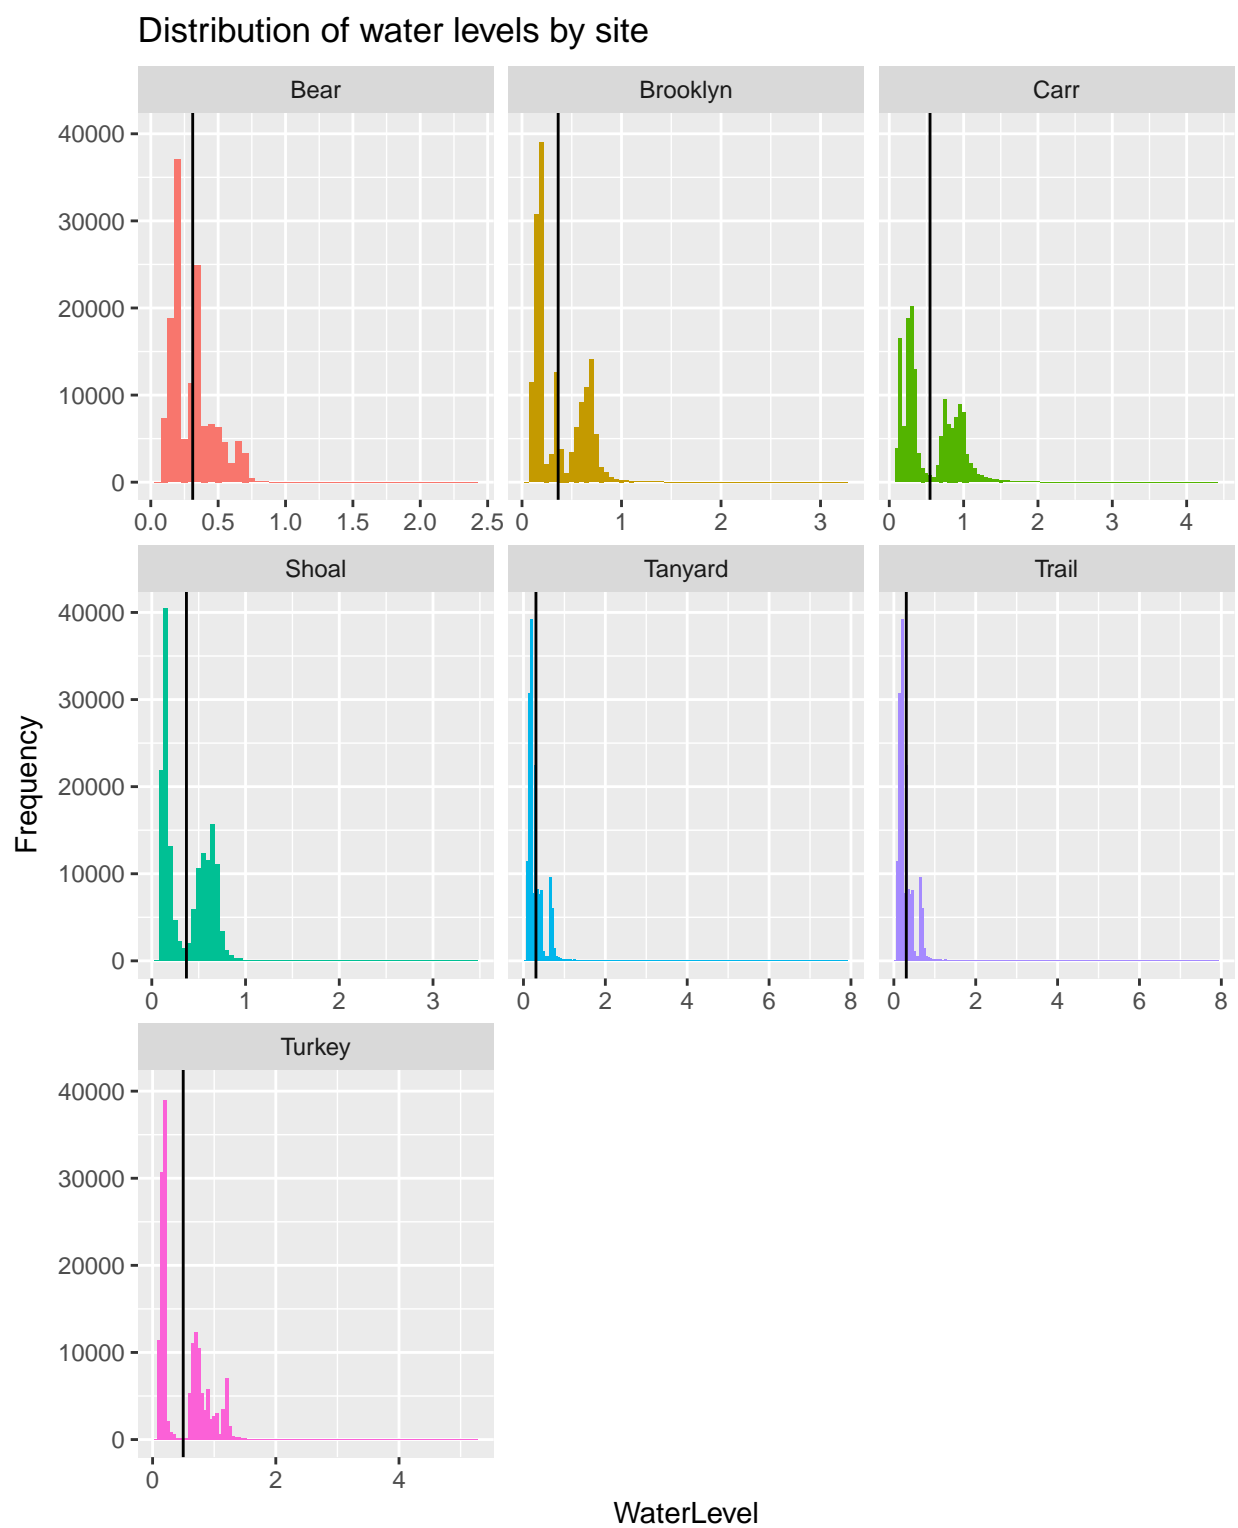 Distribution of water levels by site
Bear Brooklyn Carr
40000
30000
20000
10000
0
0.0 0.5 1.0 1.5 2.0 2.5 0 1 2 3 0 1 2 3 4
Shoal Tanyard Trail
40000
30000
20000
10000
0
0 1 2 3 0 2 4 6 8 0 2 4 6 8
Frequency
Turkey
40000
30000
20000
10000
0
0 2 4
WaterLevel